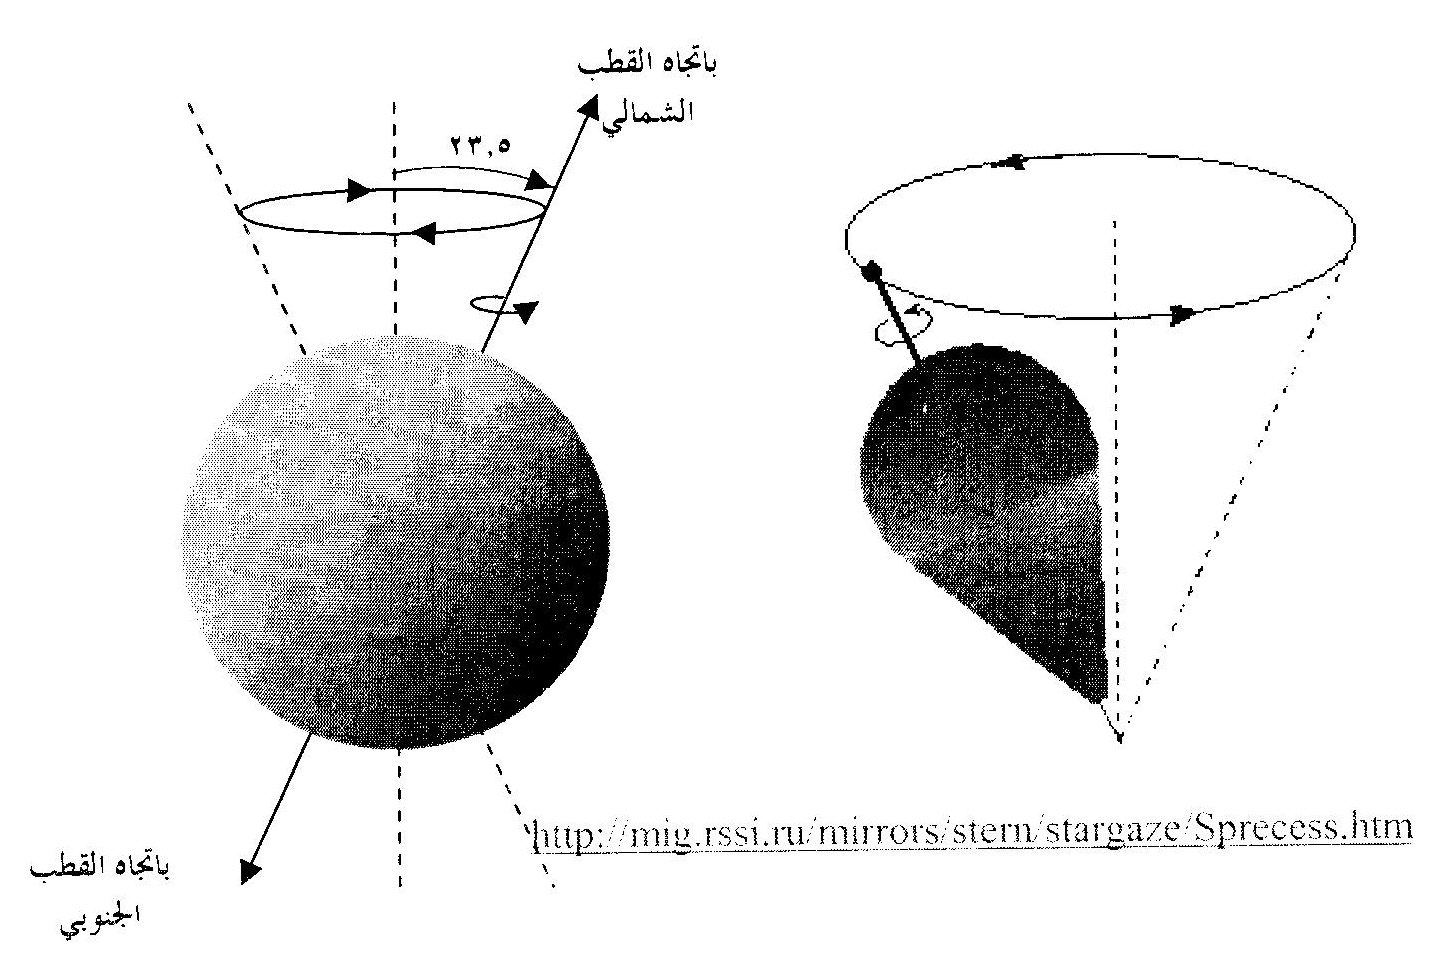 باتجاه القطب
الشمالي
٢٣,٥
http://mig.rssi.ru/mirrors/stern/stargaze/Sprecess.htm
باتجاه القطب
الجنوبي